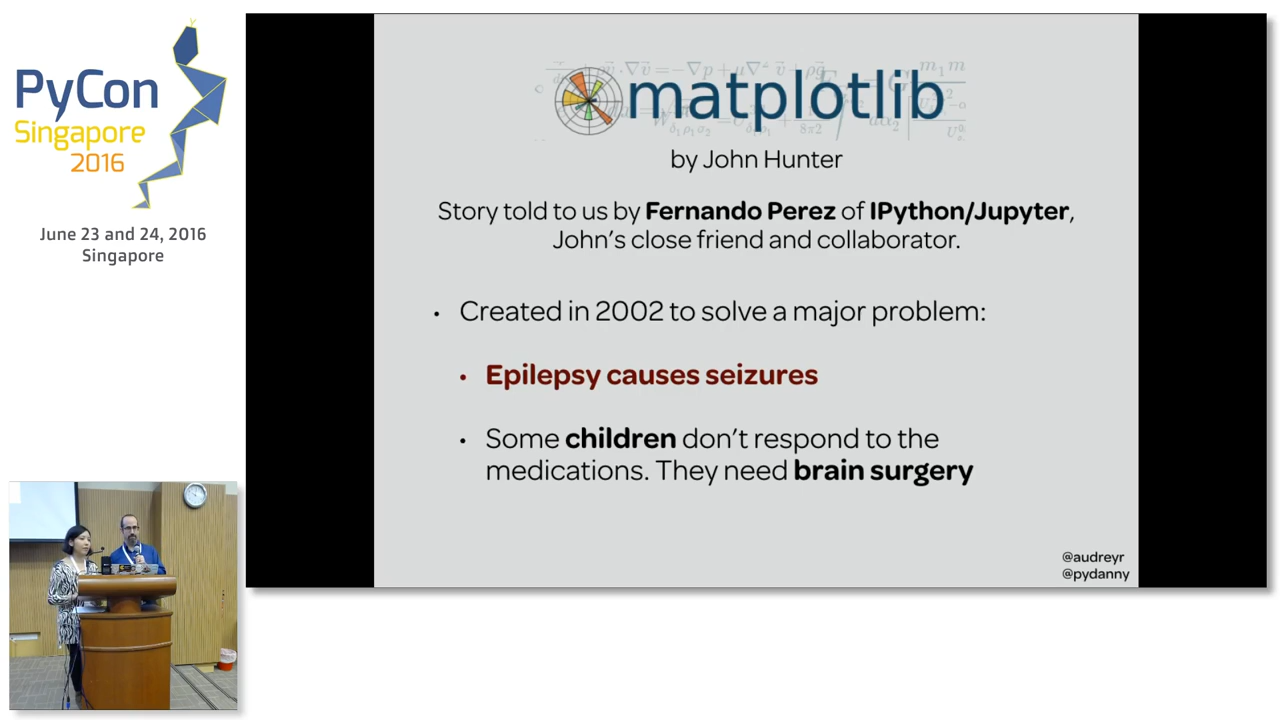 PyCon
Singapore
2016
June 23 and 24, 2016
Singapore
matplotlib
by John Hunter
Story told to us by Fernando Perez of IPython/Jupyter,
John's close friend and collaborator.
• Created in 2002 to solve a major problem:
• Epilepsy causes seizures
• Some children don't respond to the
medications. They need brain surgery
@audreyr
@pydanny